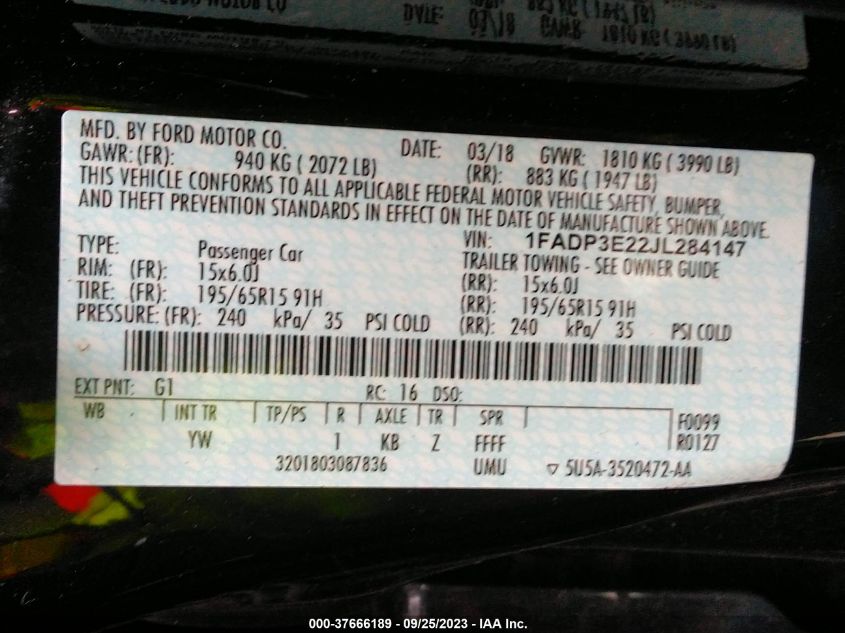 MFD. BY FORD MOTOR CO. DATE: 03/18 GVWR: 1810 KG ( 3990 LB)
GAWR: (FR): 940 KG ( 2072 LB) (RR): 883 KG ( 1947 LB)
THIS VEHICLE CONFORMS TO ALL APPLICABLE FEDERAL MOTOR VEHICLE SAFETY, BUMPER,
AND THEFT PREVENTION STANDARDS IN EFFECT ON THE DATE OF MANUFACTURE SHOWN ABOVE.
VIN: 1FADP3E22JL284147
TYPE: Passenger Car TRAILER TOWING - SEE OWNER GUIDE
RIM: (FR): 15x6.0J (RR): 15x6.0J
TIRE: (FR): 195/65R15 91H (RR): 195/65R15 91H
PRESSURE: (FR): 240 kPa/ 35 PSI COLD (RR): 240 kPa/ 35 PSI COLD
EXT PNT: G1 RC: 16 DSO:
WB INT TR TP/PS R AXLE TR SPR F0099
YW 1 KB Z FFFF R0127
3201803087836 UMU ▽ 5U5A-3520472-AA
000-37666189 - 09/25/2023 - IAA Inc.